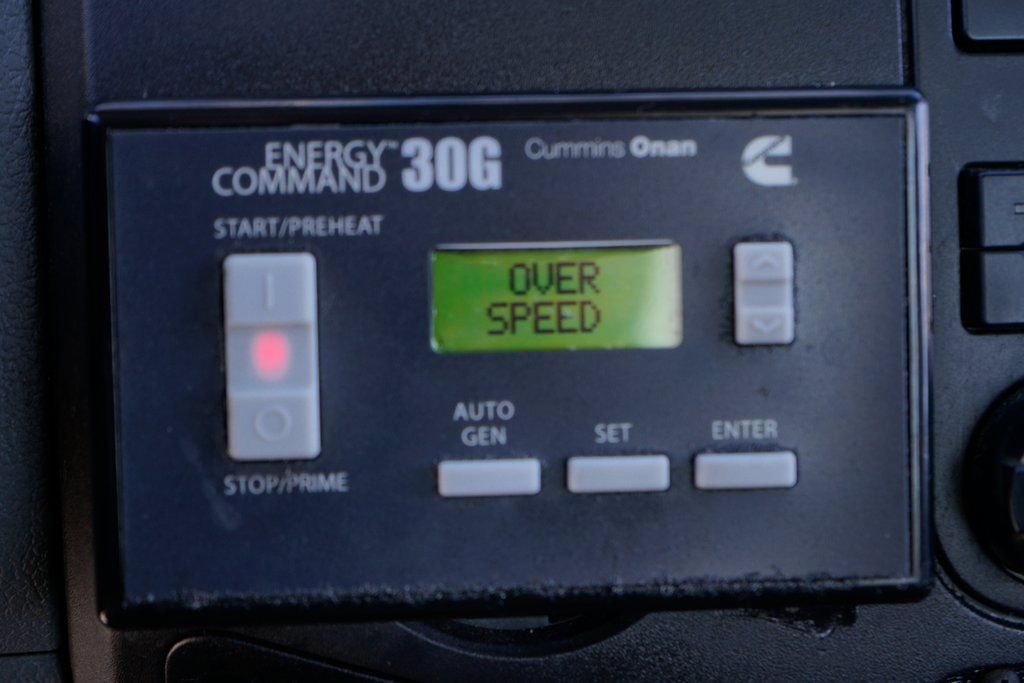 ENERGY™
COMMAND 30G
Cummins Onan
START/PREHEAT
I
OVER
SPEED
O
STOP/PRIME
AUTO
GEN
SET
ENTER